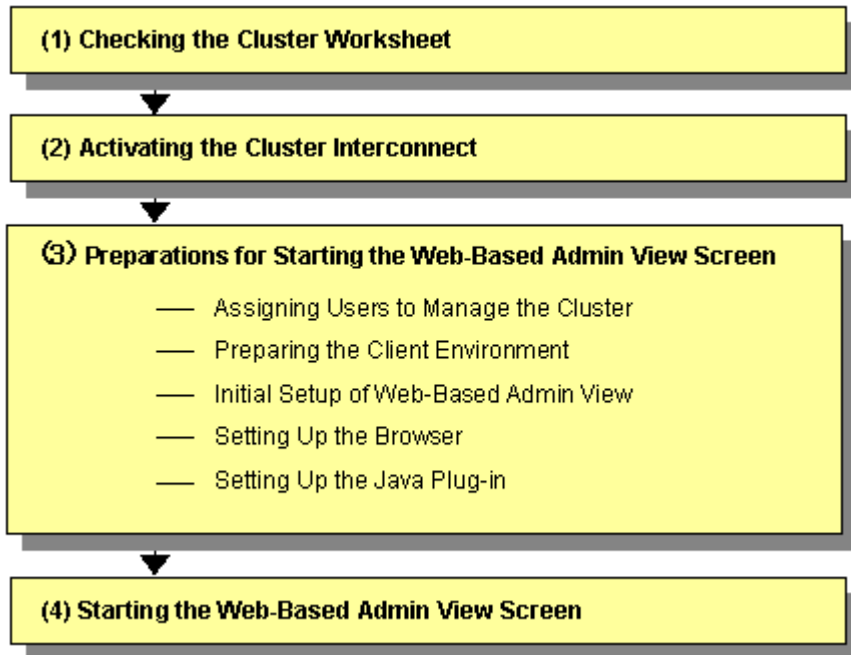 (1) Checking the Cluster Worksheet
(2) Activating the Cluster Interconnect
(3) Preparations for Starting the Web-Based Admin View Screen
Assigning Users to Manage the Cluster
Preparing the Client Environment
Initial Setup of Web-Based Admin View
Setting Up the Browser
Setting Up the Java Plug-in
(4) Starting the Web-Based Admin View Screen